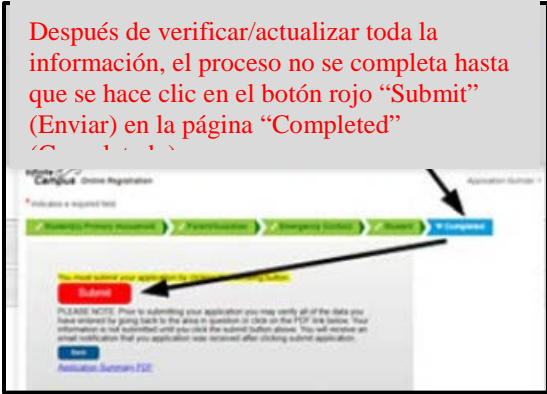 Después de verificar/actualizar toda la
información, el proceso no se completa hasta
que se hace clic en el botón rojo “Submit”
(Enviar) en la página “Completed”
Campus Online Registration
Application Number
* Indicates a required field
Student(s) Primary Household Parent/Guardian Emergency Contact Student Completed
You must submit your application by clicking button
Submit
PLEASE NOTE: Prior to submitting your application you may verify all of the data you
have entered by going back to the area in question or click on the PDF link below. Your
information is not submitted until you click the submit button above. You will receive an
email notification that you application was received after clicking submit application.
Back
Application Summary PDF